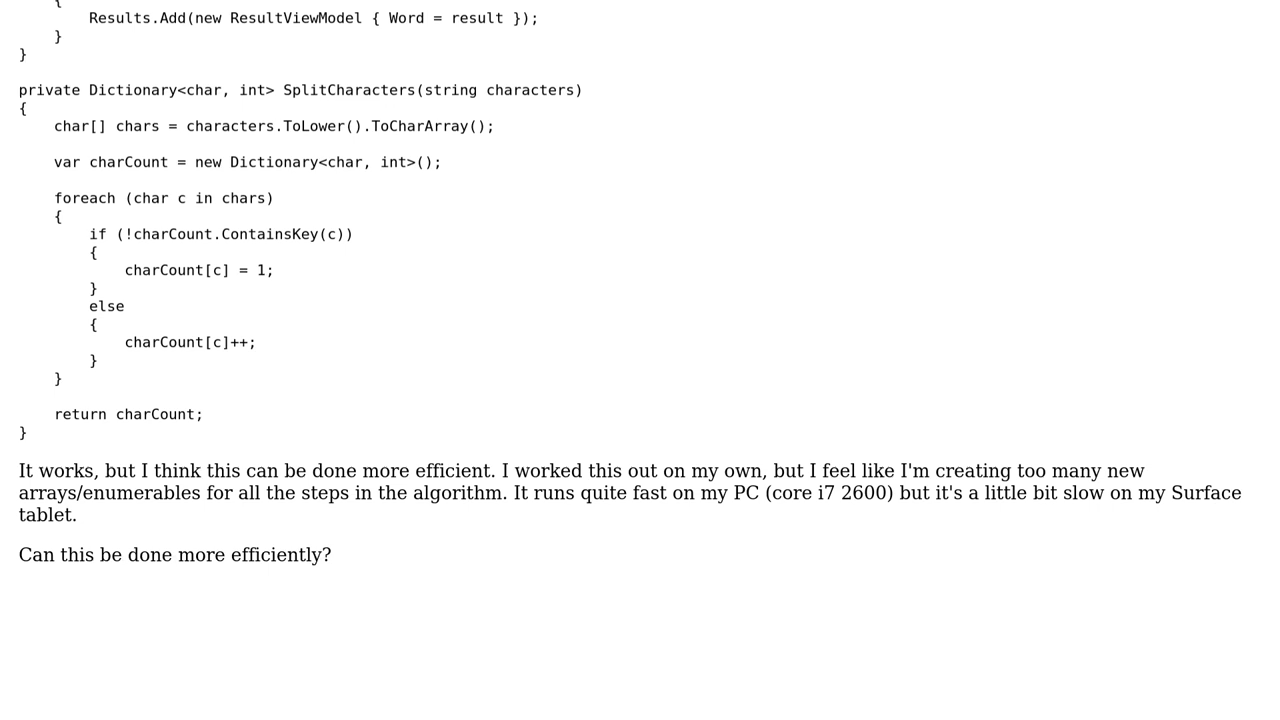 {
        Results.Add(new ResultViewModel { Word = result });
    }
}
private Dictionary<char, int> SplitCharacters(string characters)
{
    char[] chars = characters.ToLower().ToCharArray();
    var charCount = new Dictionary<char, int>();
    foreach (char c in chars)
    {
        if (!charCount.ContainsKey(c))
        {
            charCount[c] = 1;
        }
        else
        {
            charCount[c]++;
        }
    }
    return charCount;
}
It works, but I think this can be done more efficient. I worked this out on my own, but I feel like I'm creating too many new
arrays/enumerables for all the steps in the algorithm. It runs quite fast on my PC (core i7 2600) but it's a little bit slow on my Surface
tablet.
Can this be done more efficiently?